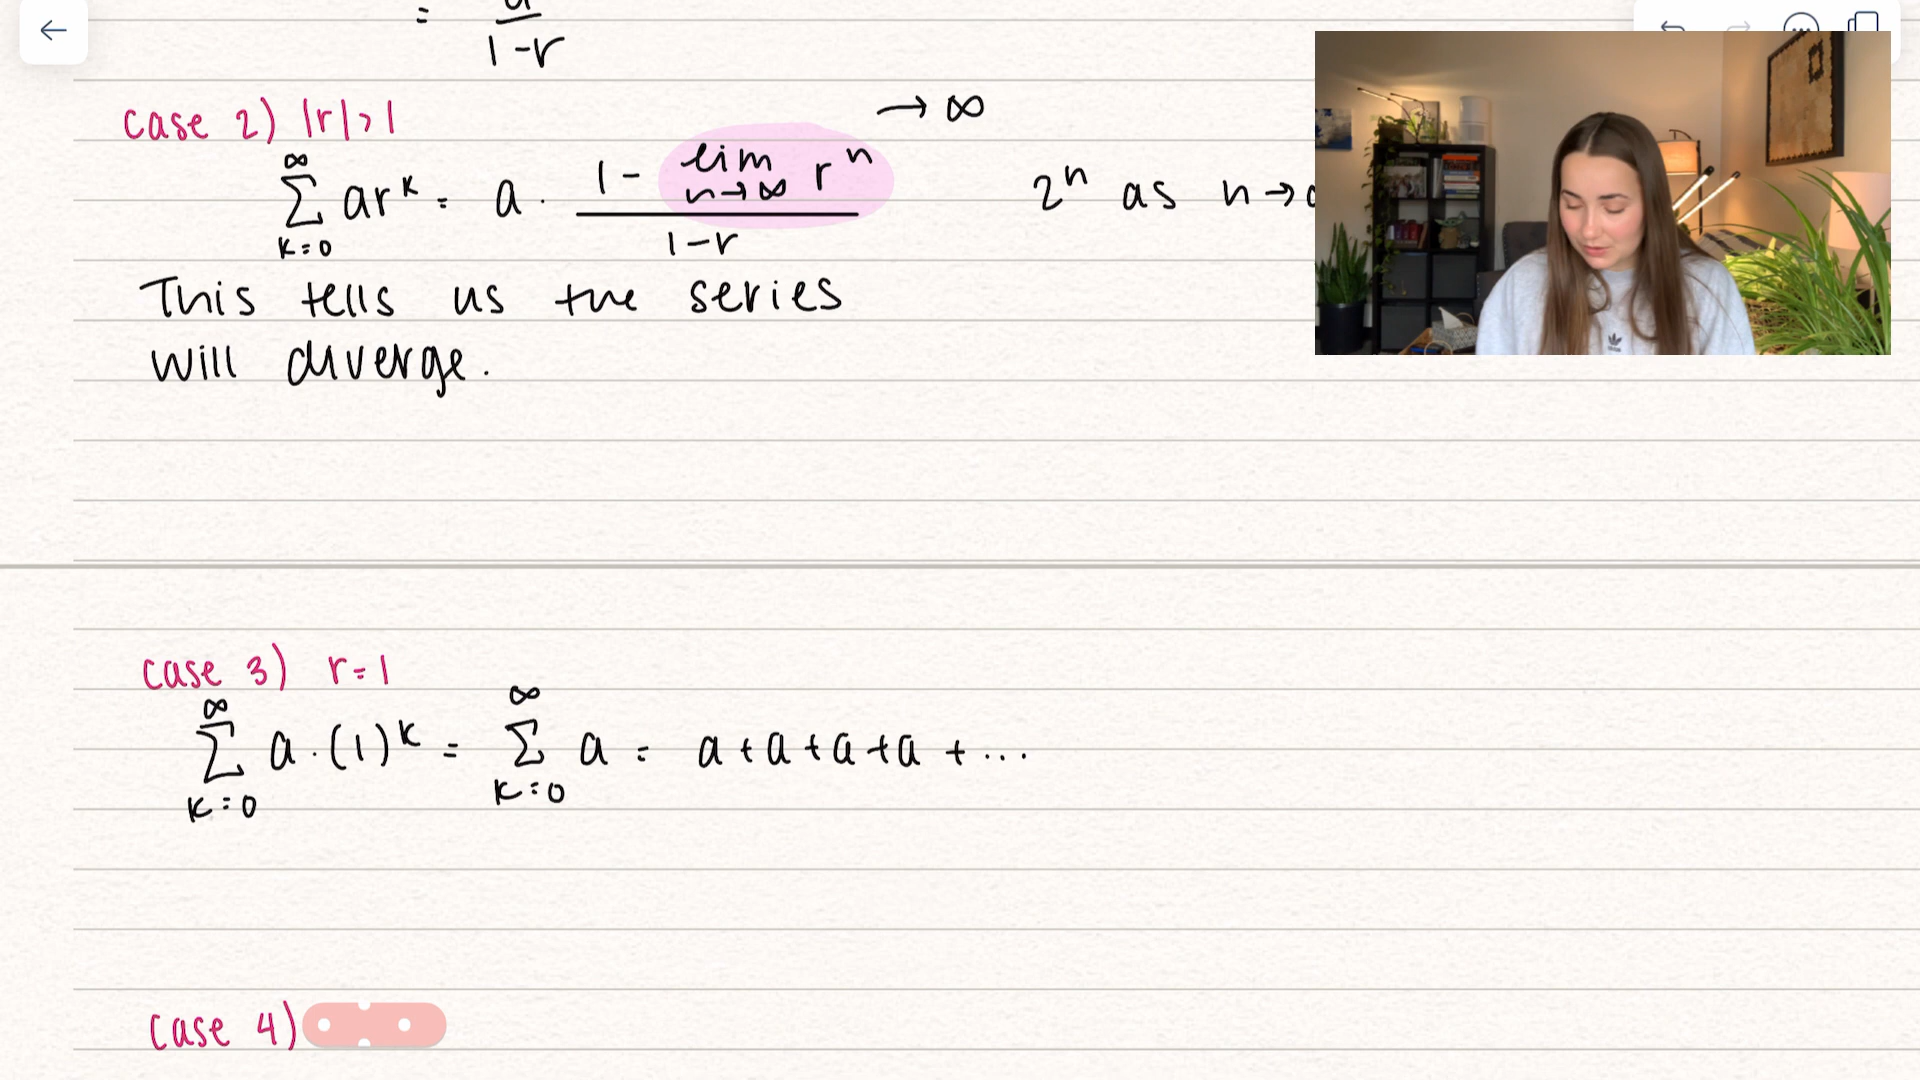 = a/(1-r)
case 2) |r|>1
→ ∞
∞ Σ k=0 ar^k = a · (1 - lim n→∞ r^n)/(1-r)
2^n as n→
This tells us the series
will diverge.
case 3) r=1
∞ Σ k=0 a·(1)^k = ∞ Σ k=0 a = a+a+a+a + ...
case 4)